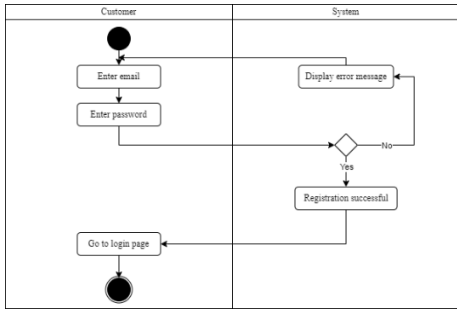 Customer
System
Enter email
Display error message
Enter password
No
Yes
Registration successful
Go to login page